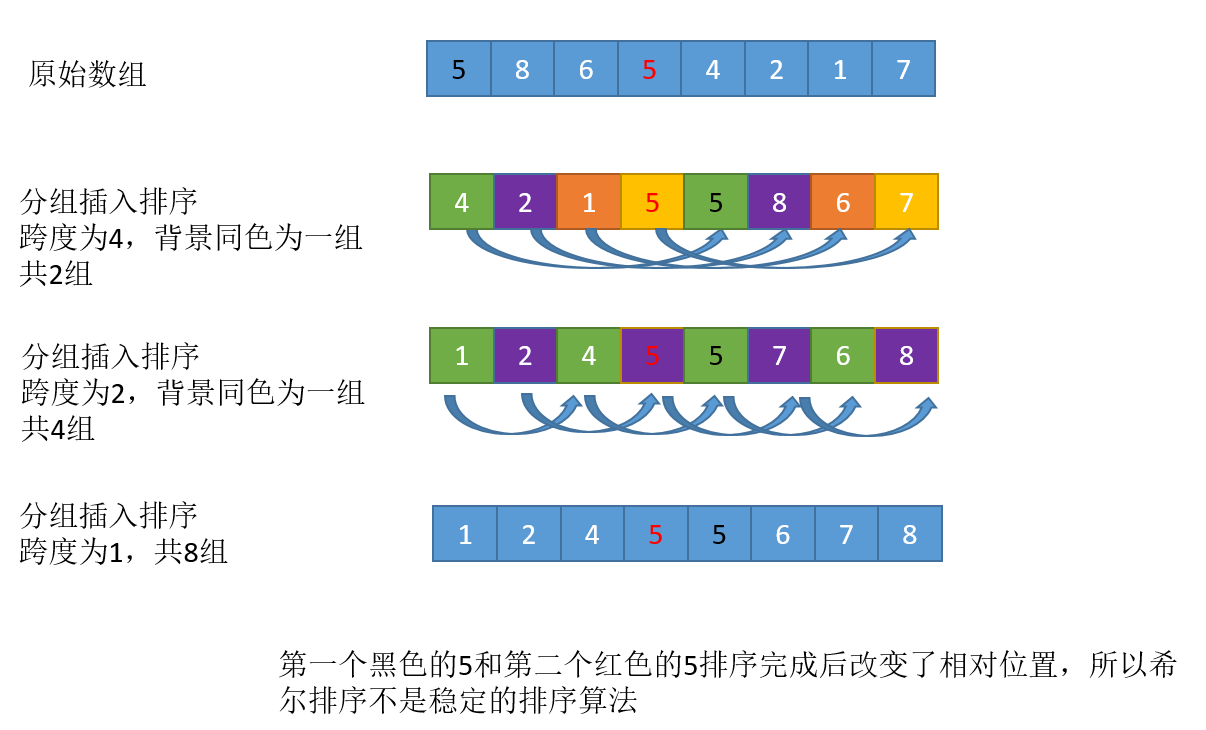 原始数组
5 8 6 5 4 2 1 7
分组插入排序
跨度为4，背景同色为一组
共2组
4 2 1 5 5 8 6 7
分组插入排序
跨度为2，背景同色为一组
共4组
1 2 4 5 5 7 6 8
分组插入排序
跨度为1，共8组
1 2 4 5 5 6 7 8
第一个黑色的5和第二个红色的5排序完成后改变了相对位置，所以希
尔排序不是稳定的排序算法